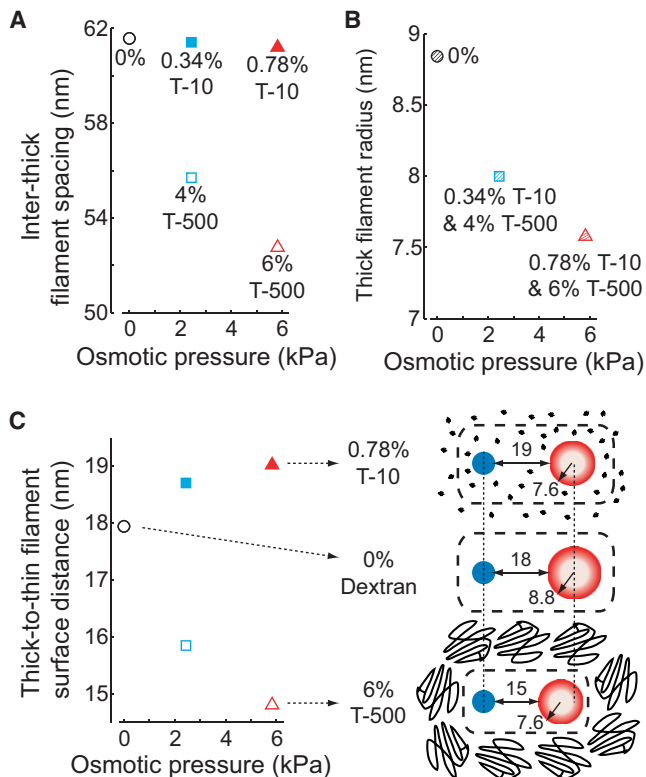 A
62
59
56
53
50
Inter-thick
filament spacing (nm)
0%
0.34%
T-10
0.78%
T-10
4%
T-500
6%
T-500
0 2 4 6
Osmotic pressure (kPa)
B
9
8.5
8
7.5
7
Thick filament radius (nm)
0%
0.34% T-10
& 4% T-500
0.78% T-10
& 6% T-500
0 2 4 6
Osmotic pressure (kPa)
C
19
18
17
16
15
Thick-to-thin filament
surface distance (nm)
0 2 4 6
Osmotic pressure (kPa)
0.78%
T-10
19
7.6
0%
Dextran
18
8.8
6%
T-500
15
7.6